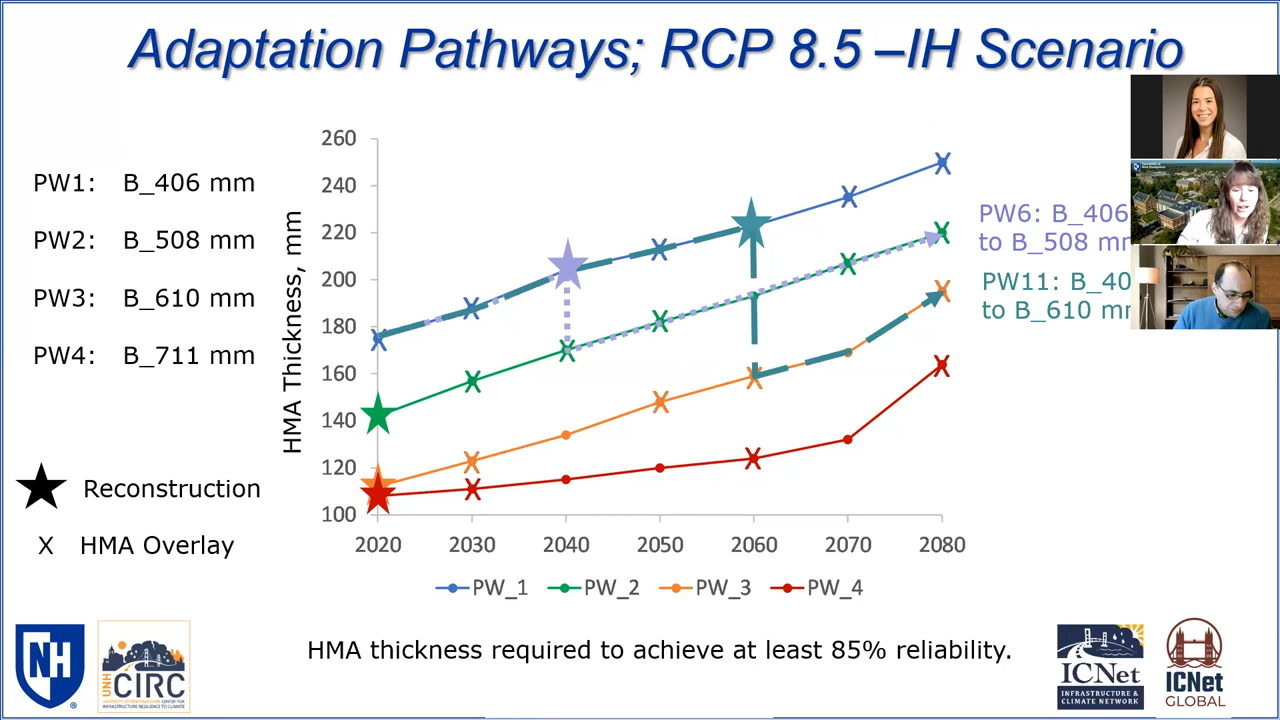 Adaptation Pathways; RCP 8.5 –IH Scenario
PW1: B_406 mm
PW2: B_508 mm
PW3: B_610 mm
PW4: B_711 mm
Reconstruction
X HMA Overlay
HMA Thickness, mm
260
240
220
200
180
160
140
120
100
2020 2030 2040 2050 2060 2070 2080
PW_1 PW_2 PW_3 PW_4
PW6: B_406
to B_508
PW11: B_40
to B_610
HMA thickness required to achieve at least 85% reliability.
NH
UNH
CIRC
ICNet
INFRASTRUCTURE &
CLIMATE NETWORK
ICNet
GLOBAL